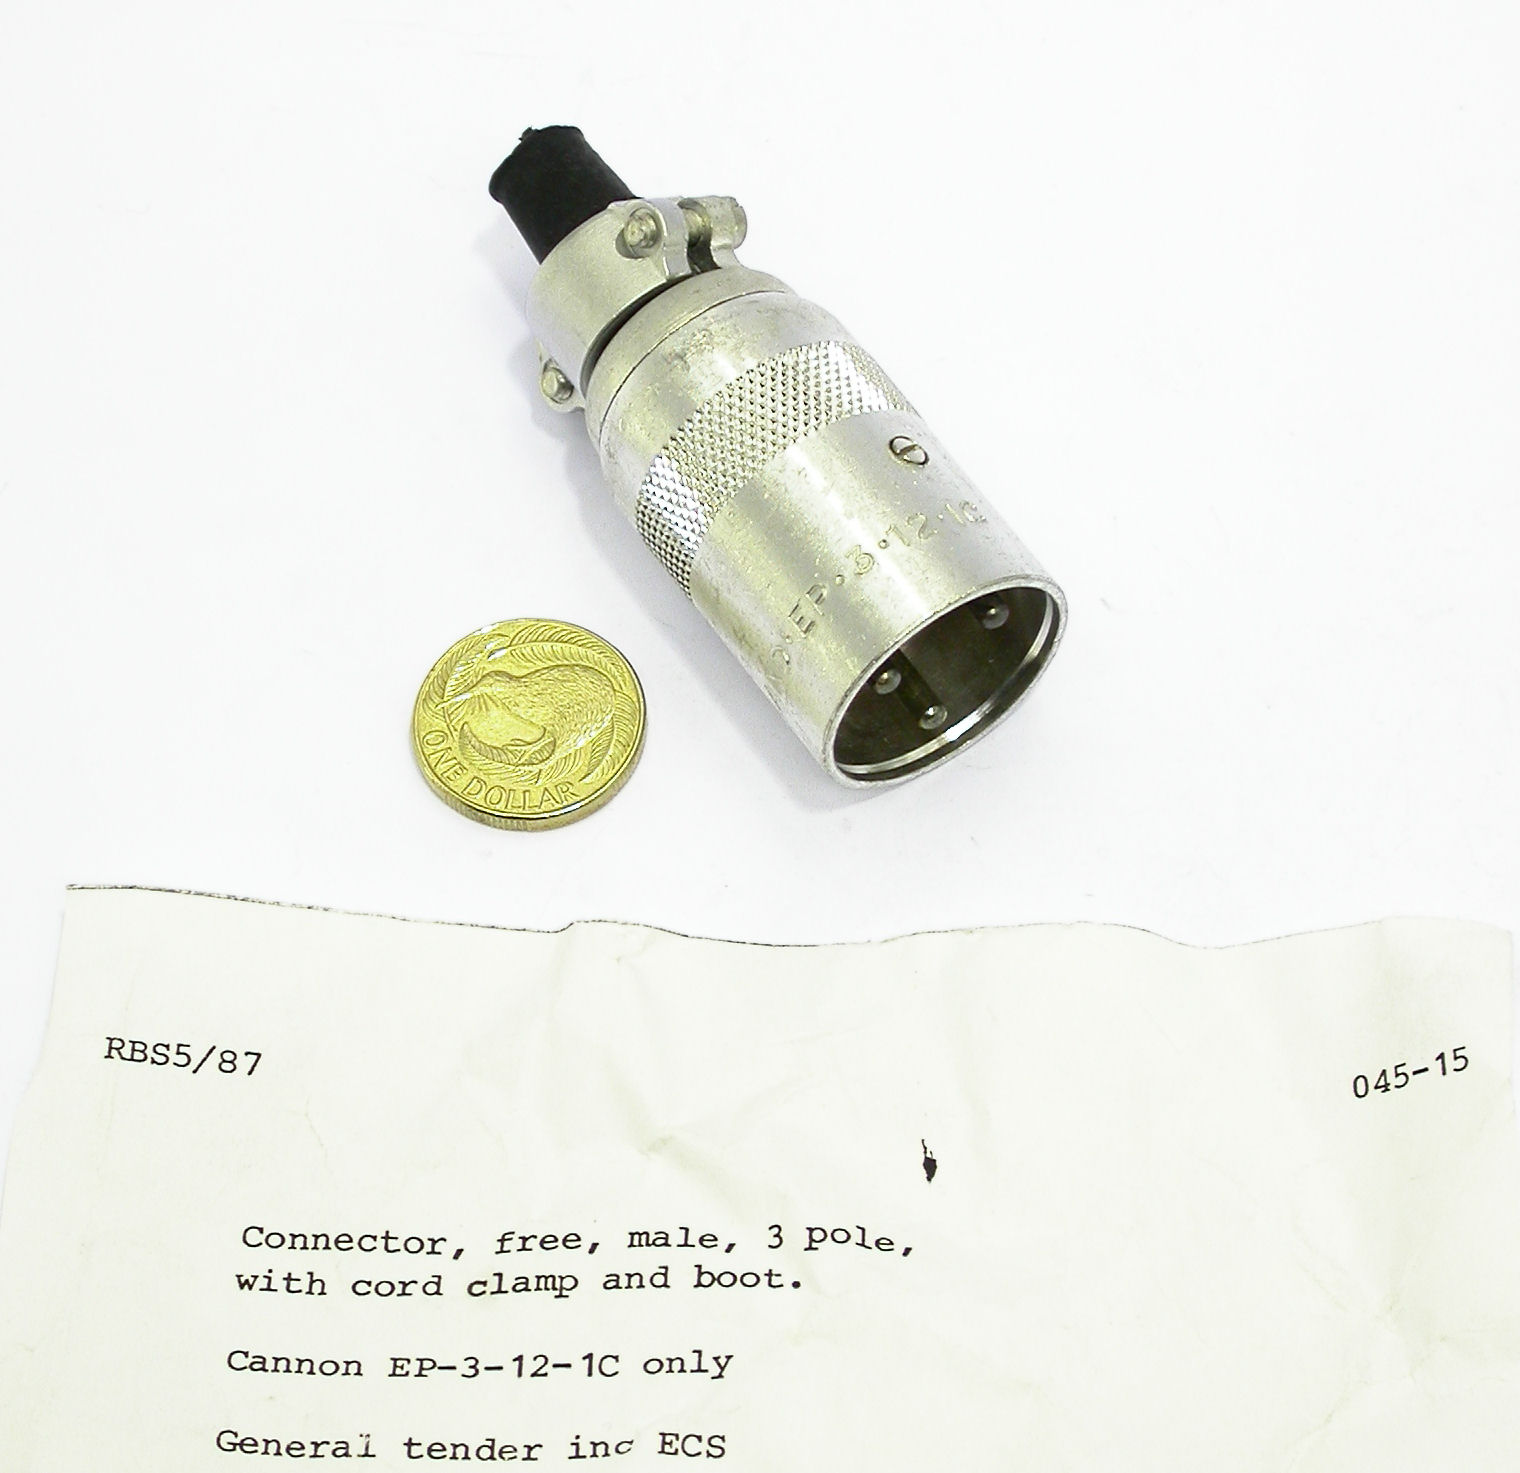 EP·3·12·1C
ONE DOLLAR
RBS5/87
045-15
Connector, free, male, 3 pole,
with cord clamp and boot.
Cannon EP-3-12-1C only
General tender inc ECS